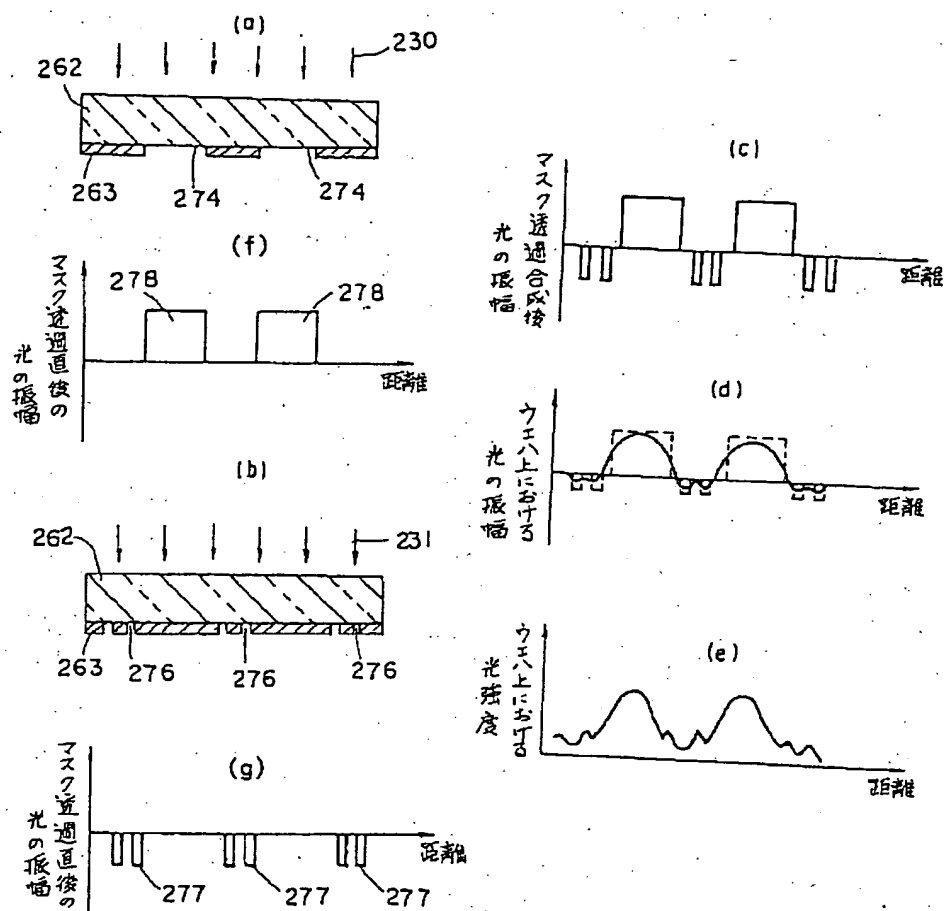 (a)
230
262
263
274
274
(f)
マスク透過直後の
光の振幅
278
278
距離
(b)
262
231
263
276
276
276
(g)
マスク透過直後の
光の振幅
距離
277
277
277
(c)
マスク透過合成後
光の振幅
距離
(d)
ウエハ上における
光の振幅
距離
(e)
ウエハ上における
光強度
距離